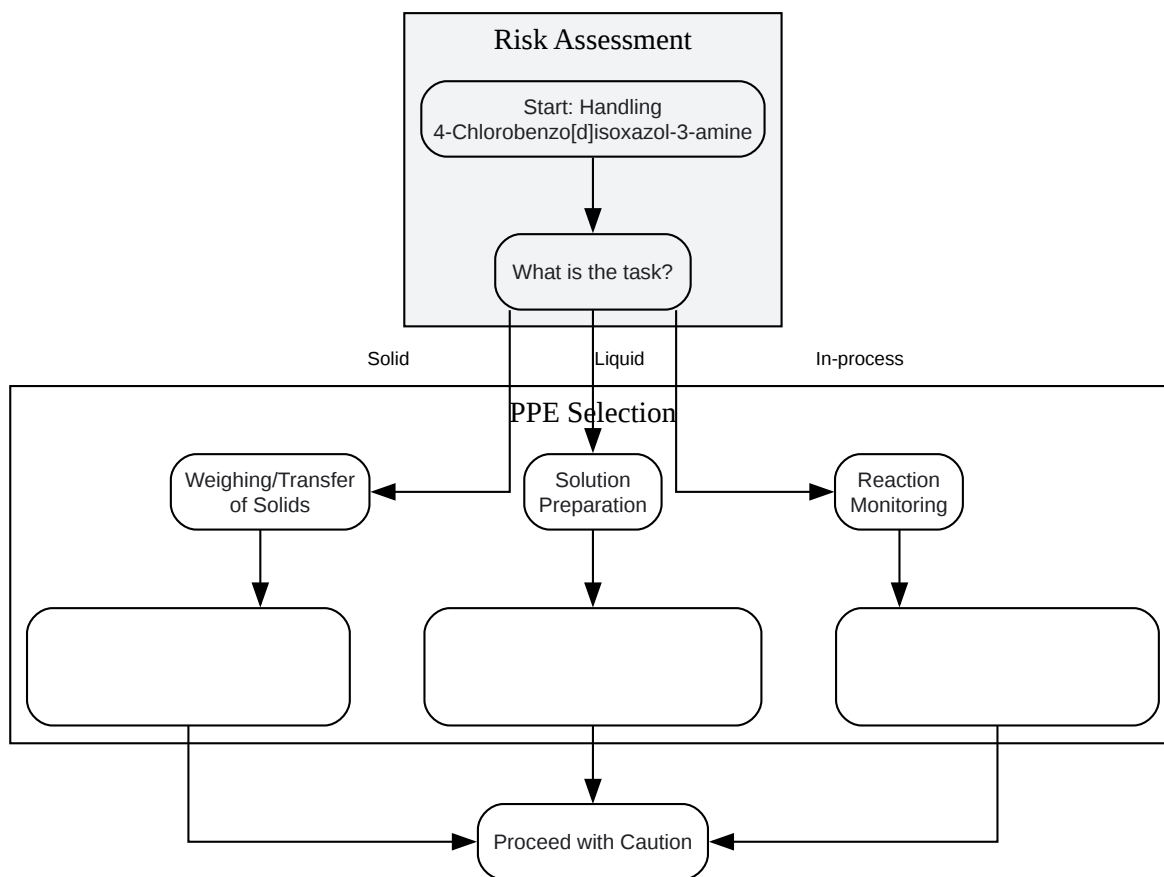 Risk Assessment
Start: Handling
4-Chlorobenzo[d]isoxazol-3-amine
What is the task?
Solid
Liquid
In-process
PPE Selection
Weighing/Transfer
of Solids
Solution
Preparation
Reaction
Monitoring
Proceed with Caution